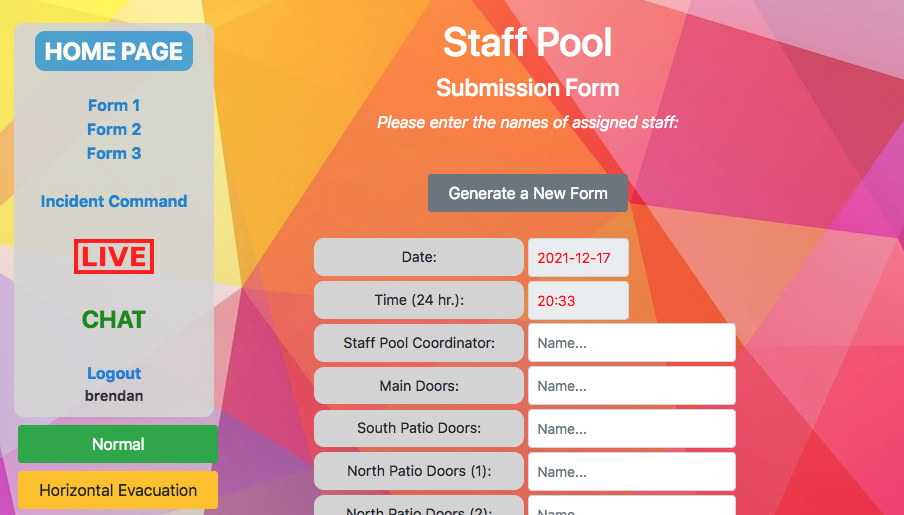 HOME PAGE
Form 1
Form 2
Form 3
Incident Command
LIVE
CHAT
Logout
brendan
Normal
Horizontal Evacuation
Staff Pool
Submission Form
Please enter the names of assigned staff:
Generate a New Form
Date: 2021-12-17
Time (24 hr.): 20:33
Staff Pool Coordinator: Name...
Main Doors: Name...
South Patio Doors: Name...
North Patio Doors (1): Name...
North Patio Doors (2): Name...